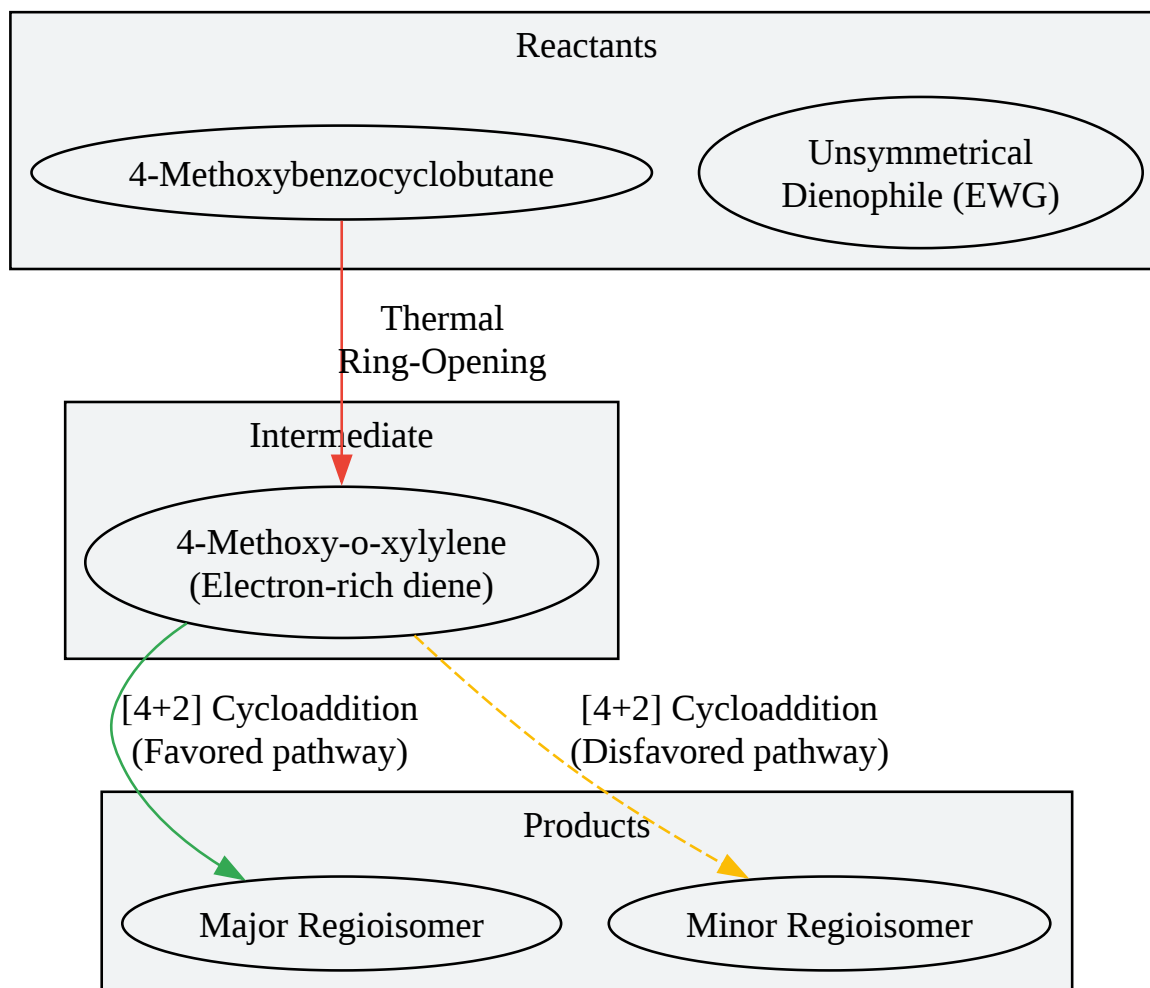 Reactants
4-Methoxybenzocyclobutane
Unsymmetrical
Dienophile (EWG)
Thermal
Ring-Opening
Intermediate
4-Methoxy-o-xylylene
(Electron-rich diene)
[4+2] Cycloaddition
(Favored pathway)
[4+2] Cycloaddition
(Disfavored pathway)
Products
Major Regioisomer
Minor Regioisomer